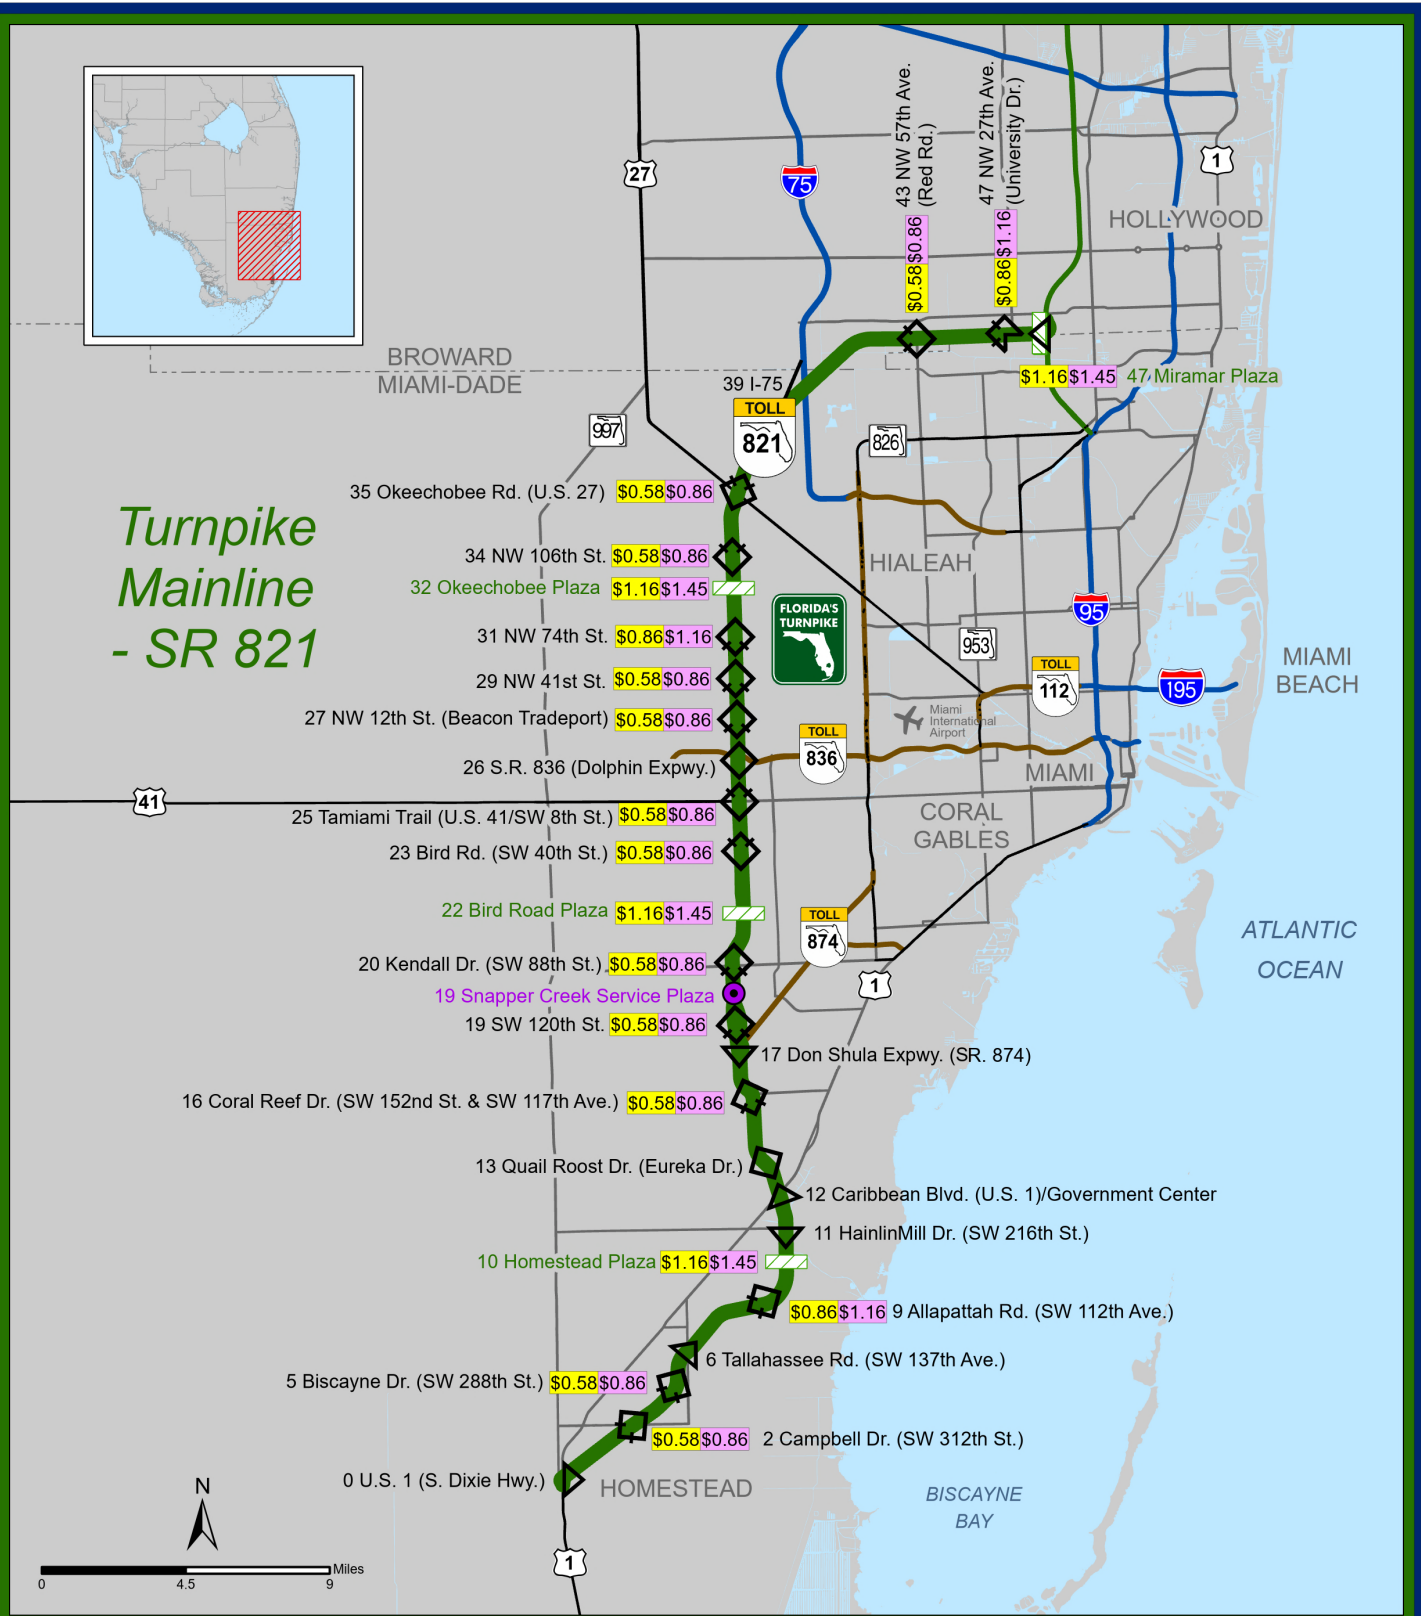 43 NW 57th Ave.
(Red Rd.)
$0.58 $0.86
47 NW 27th Ave.
(University Dr.)
$0.86 $1.16
27
75
1
HOLLYWOOD
BROWARD
MIAMI-DADE
39 I-75
$1.16 $1.45 47 Miramar Plaza
TOLL
821
997
826
35 Okeechobee Rd. (U.S. 27) $0.58 $0.86
Turnpike
Mainline
- SR 821
34 NW 106th St. $0.58 $0.86
HIALEAH
32 Okeechobee Plaza $1.16 $1.45
FLORIDA'S
TURNPIKE
95
31 NW 74th St. $0.86 $1.16
953
MIAMI
BEACH
29 NW 41st St. $0.58 $0.86
TOLL
112
195
27 NW 12th St. (Beacon Tradeport) $0.58 $0.86
Miami
International
Airport
26 S.R. 836 (Dolphin Expwy.)
TOLL
836
MIAMI
41
25 Tamiami Trail (U.S. 41/SW 8th St.) $0.58 $0.86
CORAL
GABLES
23 Bird Rd. (SW 40th St.) $0.58 $0.86
22 Bird Road Plaza $1.16 $1.45
TOLL
874
ATLANTIC
OCEAN
20 Kendall Dr. (SW 88th St.) $0.58 $0.86
1
19 Snapper Creek Service Plaza
19 SW 120th St. $0.58 $0.86
17 Don Shula Expwy. (SR. 874)
16 Coral Reef Dr. (SW 152nd St. & SW 117th Ave.) $0.58 $0.86
13 Quail Roost Dr. (Eureka Dr.)
12 Caribbean Blvd. (U.S. 1)/Government Center
11 HainlinMill Dr. (SW 216th St.)
10 Homestead Plaza $1.16 $1.45
$0.86 $1.16 9 Allapattah Rd. (SW 112th Ave.)
6 Tallahassee Rd. (SW 137th Ave.)
5 Biscayne Dr. (SW 288th St.) $0.58 $0.86
$0.58 $0.86 2 Campbell Dr. (SW 312th St.)
0 U.S. 1 (S. Dixie Hwy.)
HOMESTEAD
BISCAYNE
BAY
N
1
Miles
0 4.5 9